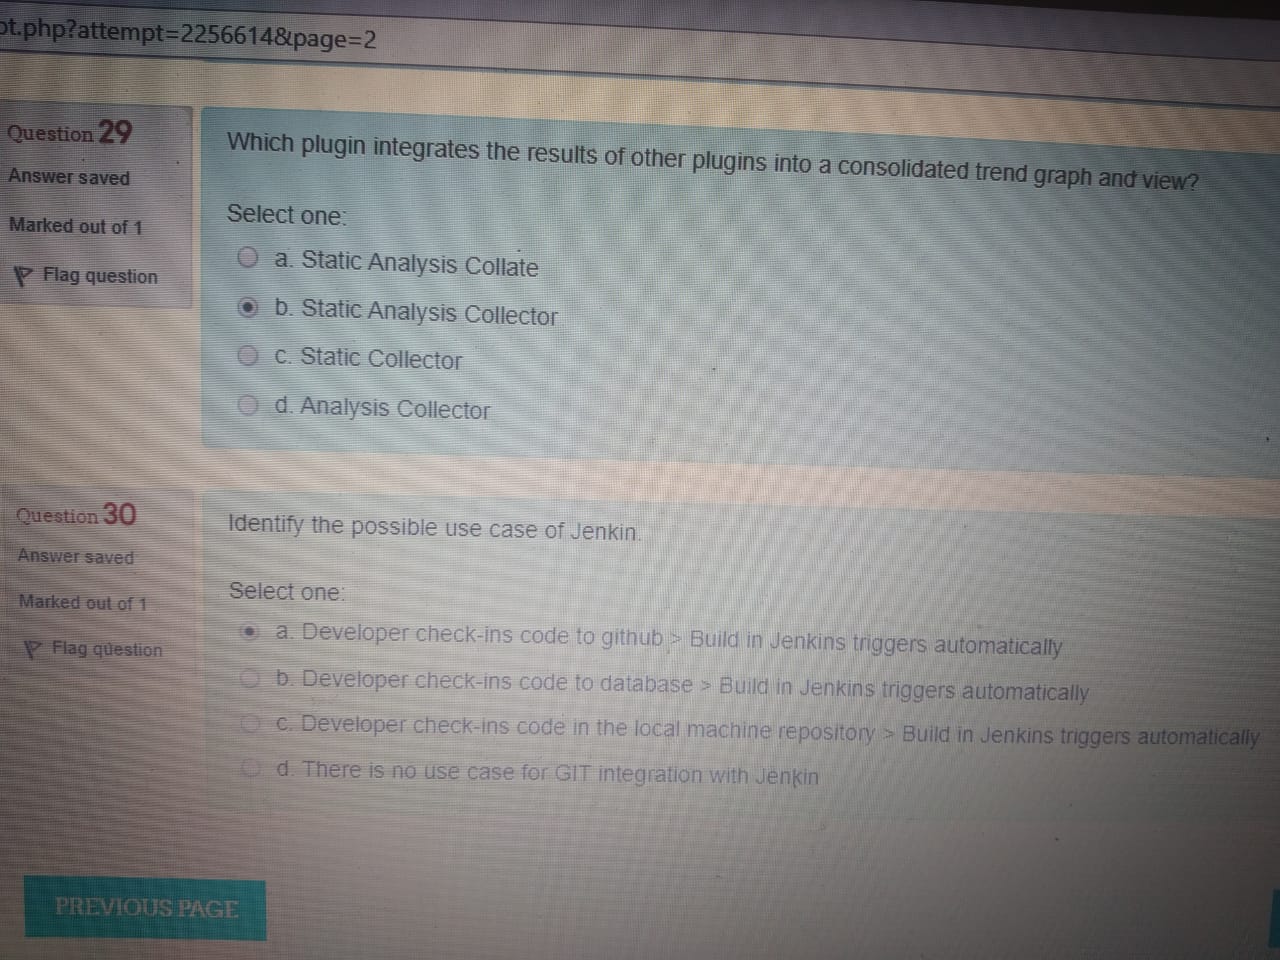 ot.php?attempt=2256614&page=2
Question 29
Answer saved
Marked out of 1
Flag question
Which plugin integrates the results of other plugins into a consolidated trend graph and view?
Select one:
a. Static Analysis Collate
b. Static Analysis Collector
c. Static Collector
d. Analysis Collector
Question 30
Answer saved
Marked out of 1
Flag question
Identify the possible use case of Jenkin.
Select one:
a. Developer check-ins code to github > Build in Jenkins triggers automatically
b. Developer check-ins code to database > Build in Jenkins triggers automatically
c. Developer check-ins code in the local machine repository > Build in Jenkins triggers automatically
d. There is no use case for GIT integration with Jenkin
PREVIOUS PAGE